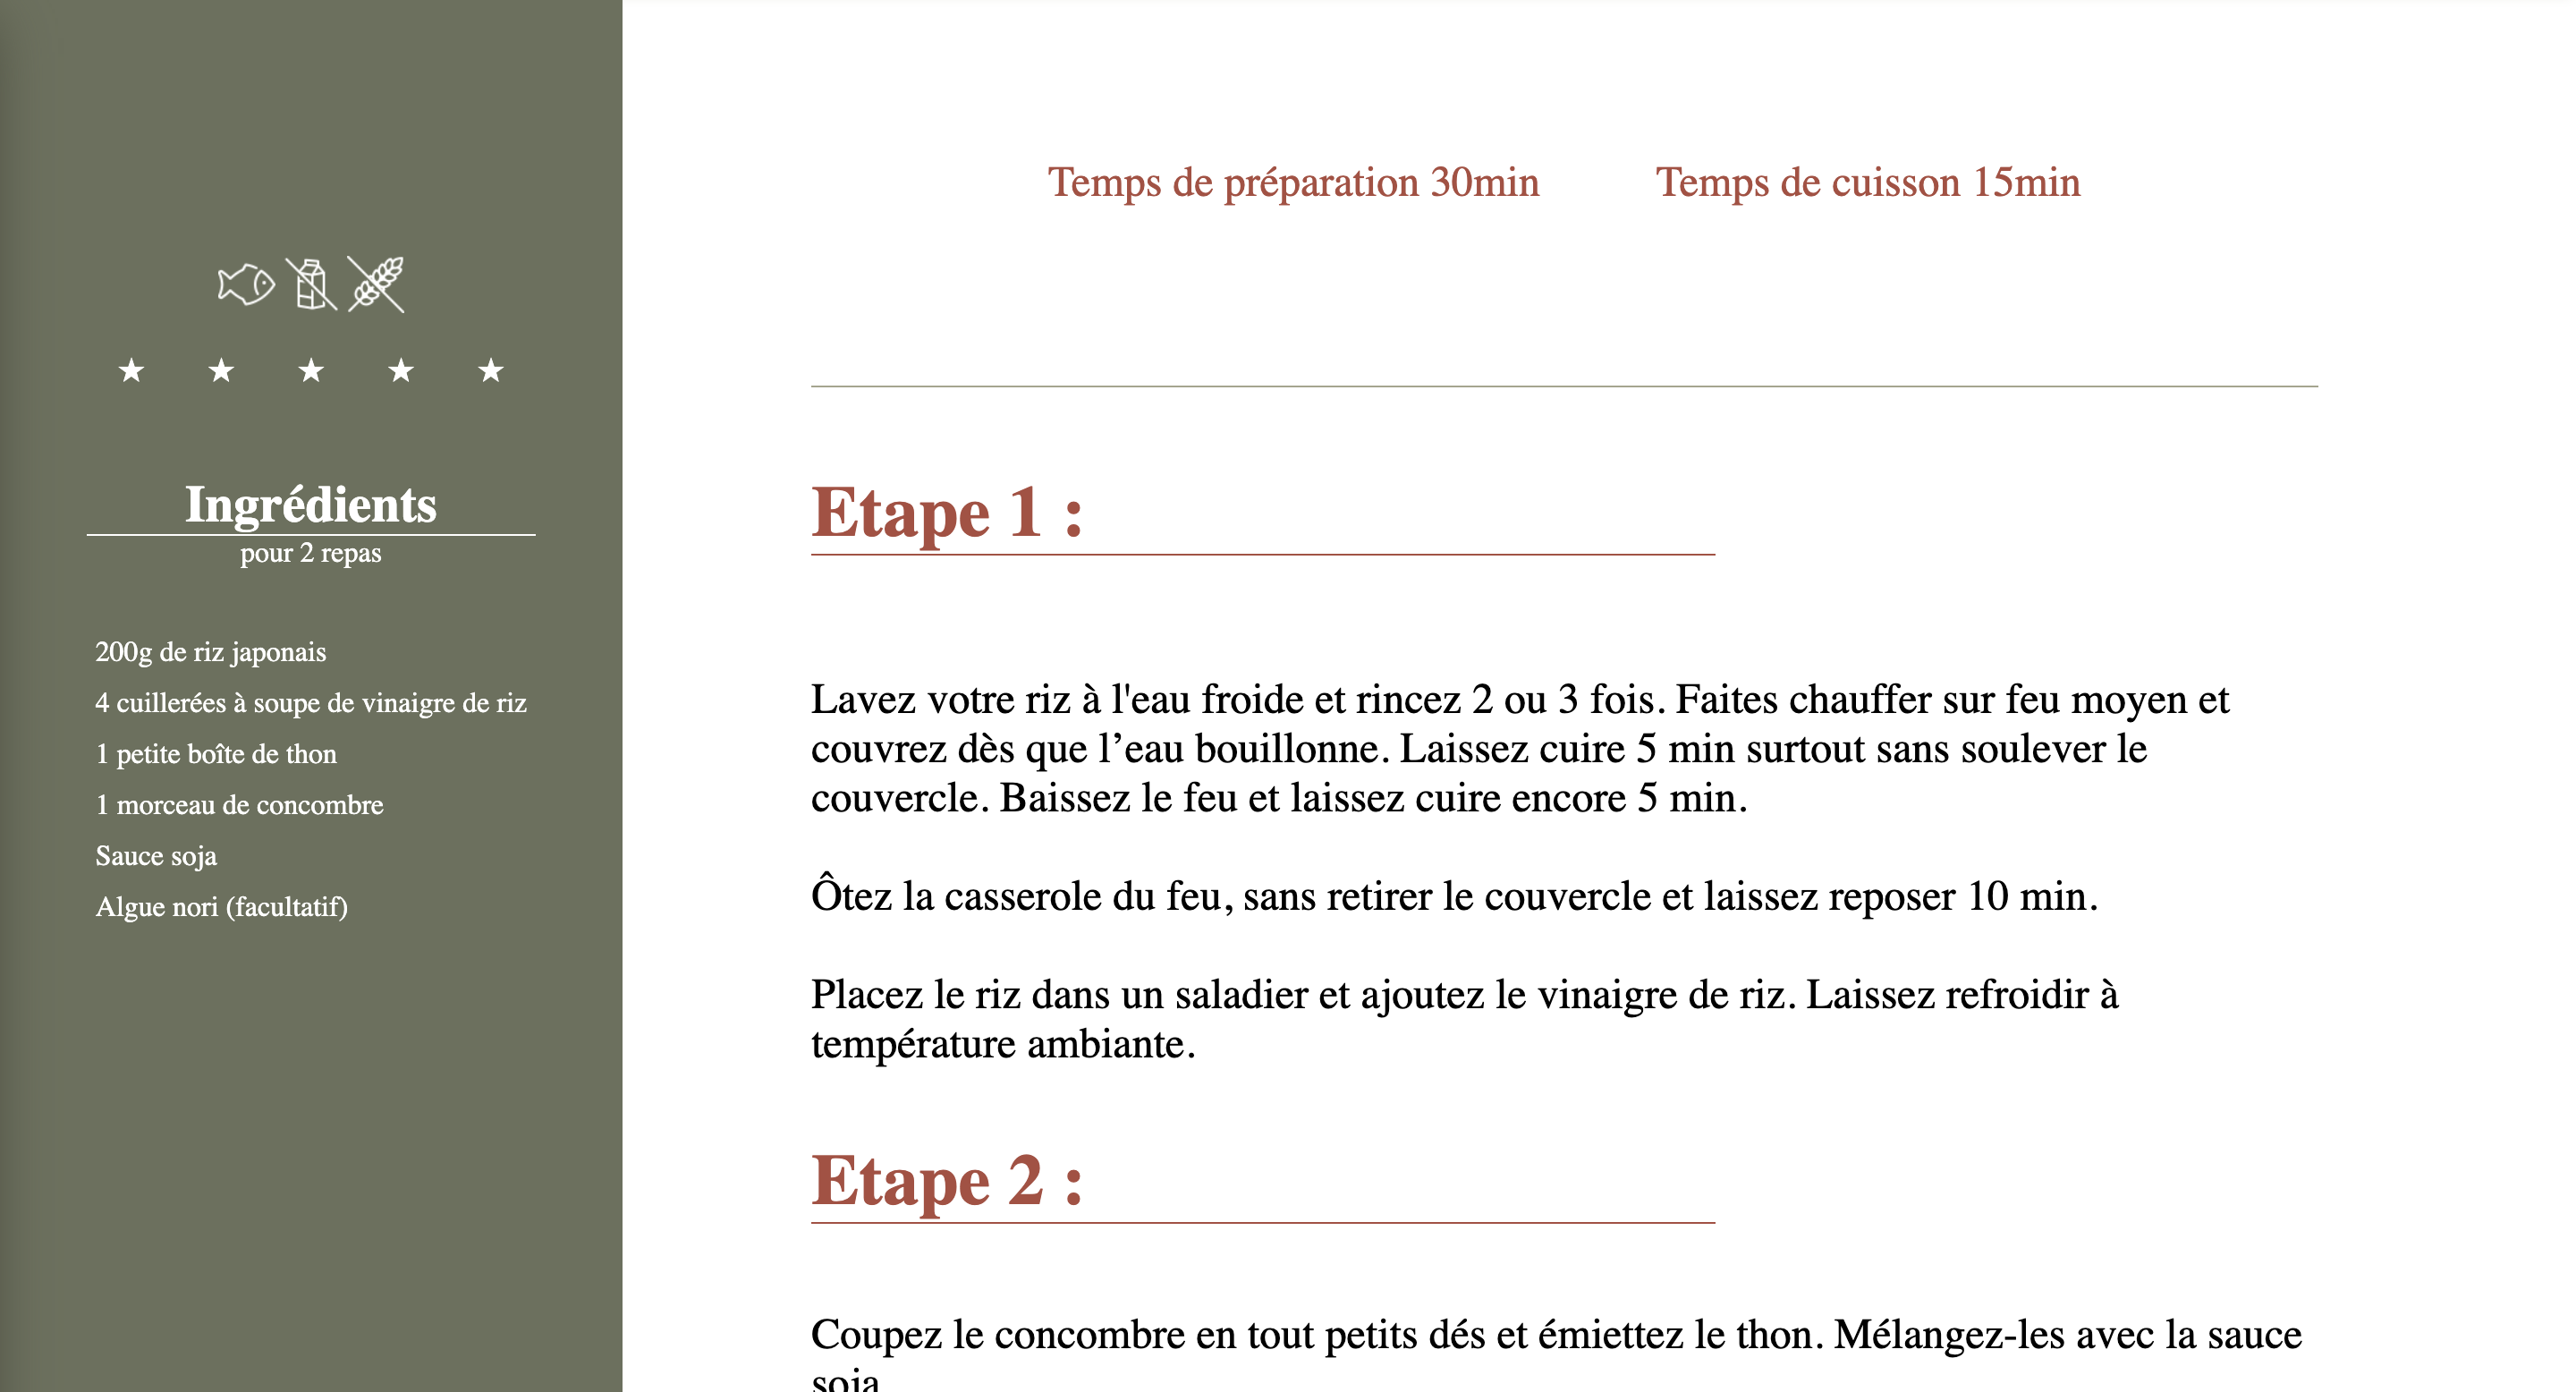 ★ ★ ★ ★ ★
Ingrédients
pour 2 repas
200g de riz japonais
4 cuillerées à soupe de vinaigre de riz
1 petite boîte de thon
1 morceau de concombre
Sauce soja
Algue nori (facultatif)
Temps de préparation 30min
Temps de cuisson 15min
Etape 1 :
Lavez votre riz à l'eau froide et rincez 2 ou 3 fois. Faites chauffer sur feu moyen et
couvrez dès que l’eau bouillonne. Laissez cuire 5 min surtout sans soulever le
couvercle. Baissez le feu et laissez cuire encore 5 min.
Ôtez la casserole du feu, sans retirer le couvercle et laissez reposer 10 min.
Placez le riz dans un saladier et ajoutez le vinaigre de riz. Laissez refroidir à
température ambiante.
Etape 2 :
Coupez le concombre en tout petits dés et émiettez le thon. Mélangez-les avec la sauce
soja